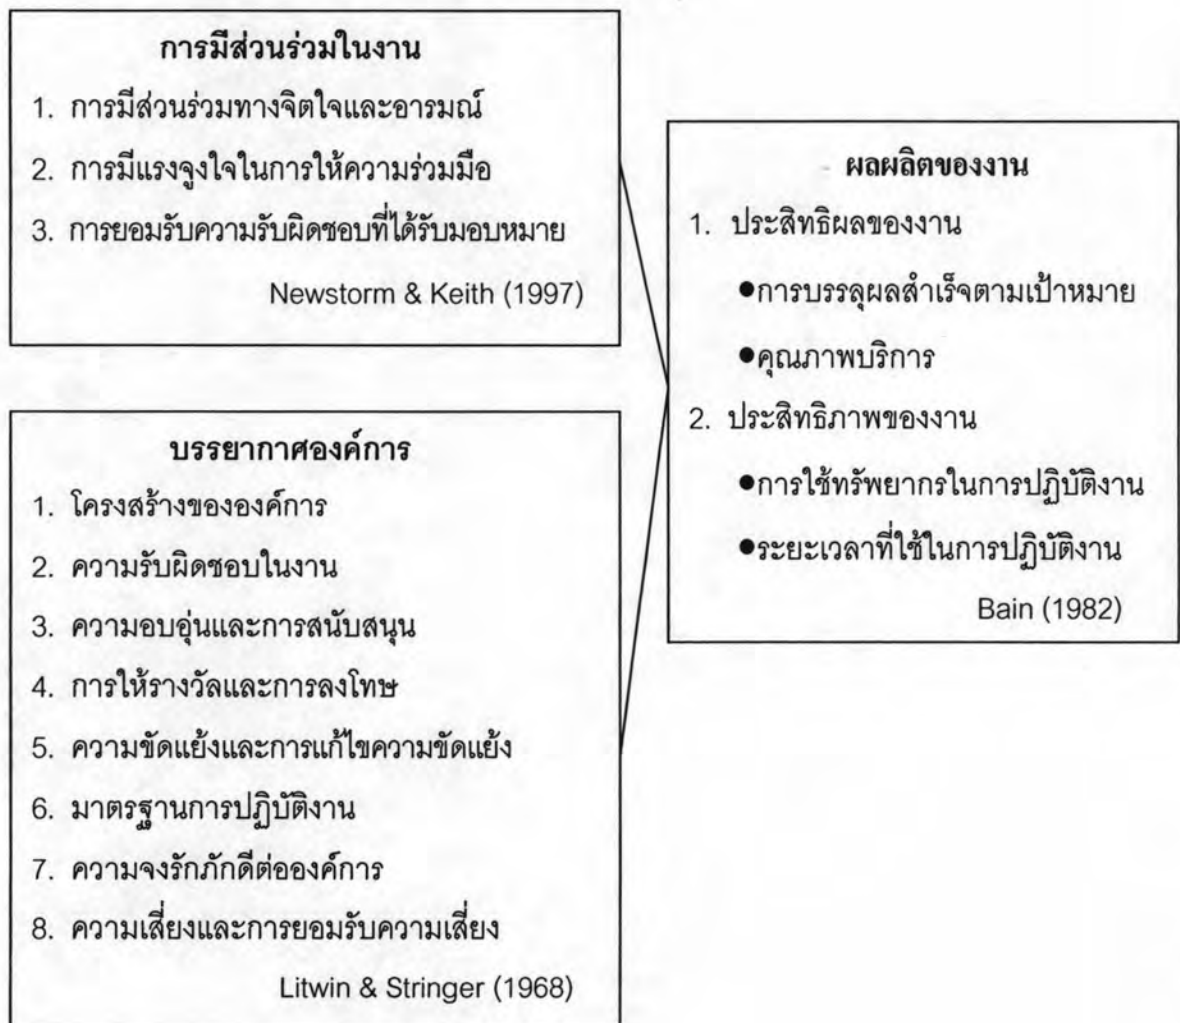 การมีส่วนร่วมในงาน
1. การมีส่วนร่วมทางจิตใจและอารมณ์
2. การมีแรงจูงใจในการให้ความร่วมมือ
3. การยอมรับความรับผิดชอบที่ได้รับมอบหมาย
Newstorm & Keith (1997)
บรรยากาศองค์การ
1. โครงสร้างขององค์การ
2. ความรับผิดชอบในงาน
3. ความอบอุ่นและการสนับสนุน
4. การให้รางวัลและการลงโทษ
5. ความขัดแย้งและการแก้ไขความขัดแย้ง
6. มาตรฐานการปฏิบัติงาน
7. ความจงรักภักดีต่อองค์การ
8. ความเสี่ยงและการยอมรับความเสี่ยง
Litwin & Stringer (1968)
ผลผลิตของงาน
1. ประสิทธิผลของงาน
●การบรรลุผลสำเร็จตามเป้าหมาย
●คุณภาพบริการ
2. ประสิทธิภาพของงาน
●การใช้ทรัพยากรในการปฏิบัติงาน
●ระยะเวลาที่ใช้ในการปฏิบัติงาน
Bain (1982)